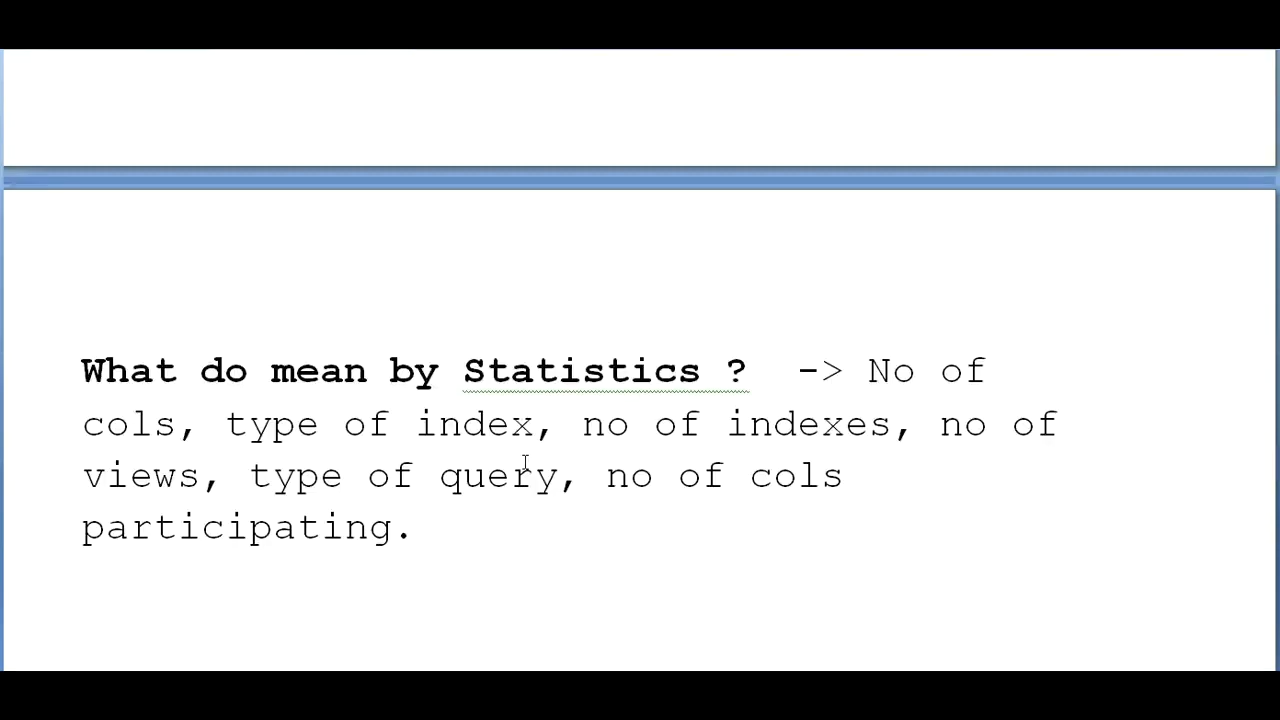 What do mean by Statistics ?  -> No of
cols, type of index, no of indexes, no of
views, type of query, no of cols
participating.